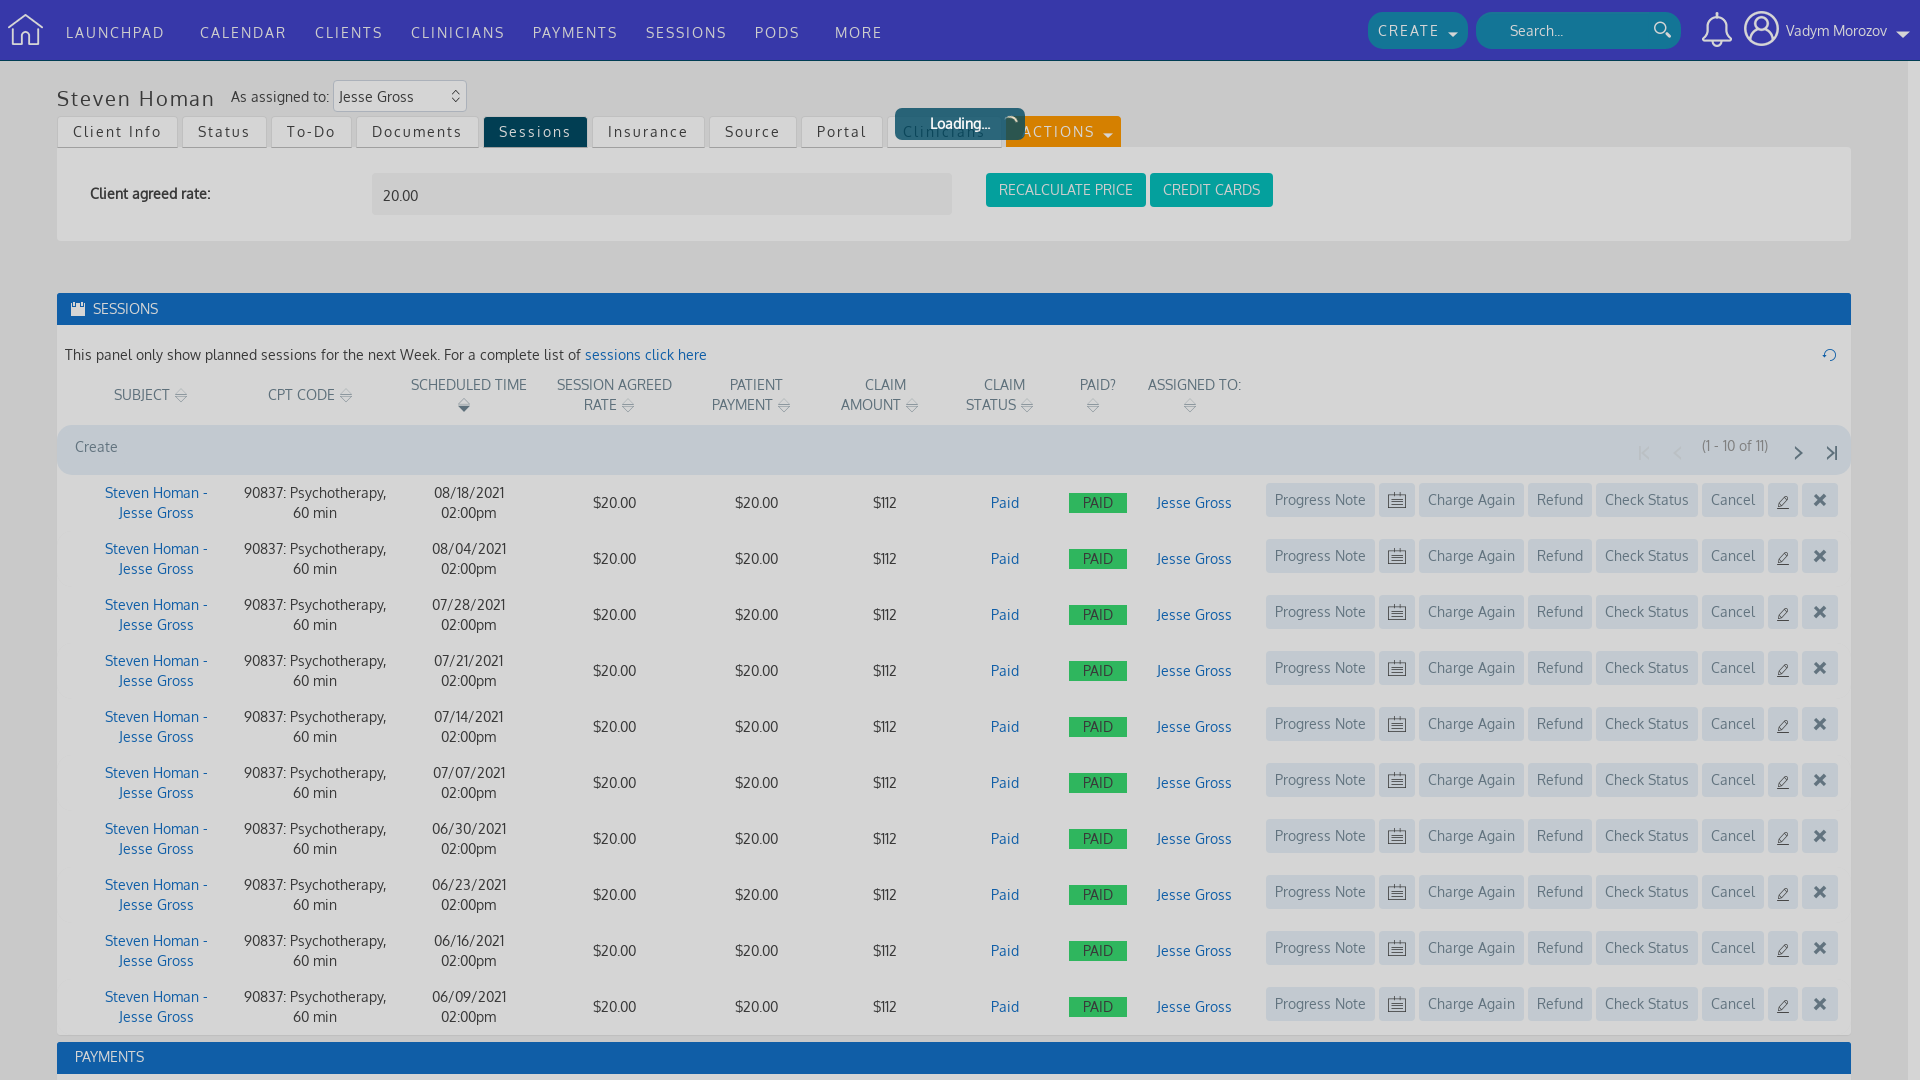 LAUNCHPAD CALENDAR CLIENTS CLINICIANS PAYMENTS SESSIONS PODS MORE CREATE Search... Vadym Morozov
Steven Homan As assigned to: Jesse Gross
Loading...
Client Info Status To-Do Documents Sessions Insurance Source Portal Clinicians ACTIONS
Client agreed rate: 20.00 RECALCULATE PRICE CREDIT CARDS
SESSIONS
This panel only show planned sessions for the next Week. For a complete list of sessions click here
SUBJECT CPT CODE SCHEDULED TIME SESSION AGREED RATE PATIENT PAYMENT CLAIM AMOUNT CLAIM STATUS PAID? ASSIGNED TO:
Create (1 - 10 of 11)
Steven Homan - Jesse Gross 90837: Psychotherapy, 60 min 08/18/2021 02:00pm $20.00 $20.00 $112 Paid PAID Jesse Gross Progress Note Charge Again Refund Check Status Cancel
Steven Homan - Jesse Gross 90837: Psychotherapy, 60 min 08/04/2021 02:00pm $20.00 $20.00 $112 Paid PAID Jesse Gross Progress Note Charge Again Refund Check Status Cancel
Steven Homan - Jesse Gross 90837: Psychotherapy, 60 min 07/28/2021 02:00pm $20.00 $20.00 $112 Paid PAID Jesse Gross Progress Note Charge Again Refund Check Status Cancel
Steven Homan - Jesse Gross 90837: Psychotherapy, 60 min 07/21/2021 02:00pm $20.00 $20.00 $112 Paid PAID Jesse Gross Progress Note Charge Again Refund Check Status Cancel
Steven Homan - Jesse Gross 90837: Psychotherapy, 60 min 07/14/2021 02:00pm $20.00 $20.00 $112 Paid PAID Jesse Gross Progress Note Charge Again Refund Check Status Cancel
Steven Homan - Jesse Gross 90837: Psychotherapy, 60 min 07/07/2021 02:00pm $20.00 $20.00 $112 Paid PAID Jesse Gross Progress Note Charge Again Refund Check Status Cancel
Steven Homan - Jesse Gross 90837: Psychotherapy, 60 min 06/30/2021 02:00pm $20.00 $20.00 $112 Paid PAID Jesse Gross Progress Note Charge Again Refund Check Status Cancel
Steven Homan - Jesse Gross 90837: Psychotherapy, 60 min 06/23/2021 02:00pm $20.00 $20.00 $112 Paid PAID Jesse Gross Progress Note Charge Again Refund Check Status Cancel
Steven Homan - Jesse Gross 90837: Psychotherapy, 60 min 06/16/2021 02:00pm $20.00 $20.00 $112 Paid PAID Jesse Gross Progress Note Charge Again Refund Check Status Cancel
Steven Homan - Jesse Gross 90837: Psychotherapy, 60 min 06/09/2021 02:00pm $20.00 $20.00 $112 Paid PAID Jesse Gross Progress Note Charge Again Refund Check Status Cancel
PAYMENTS